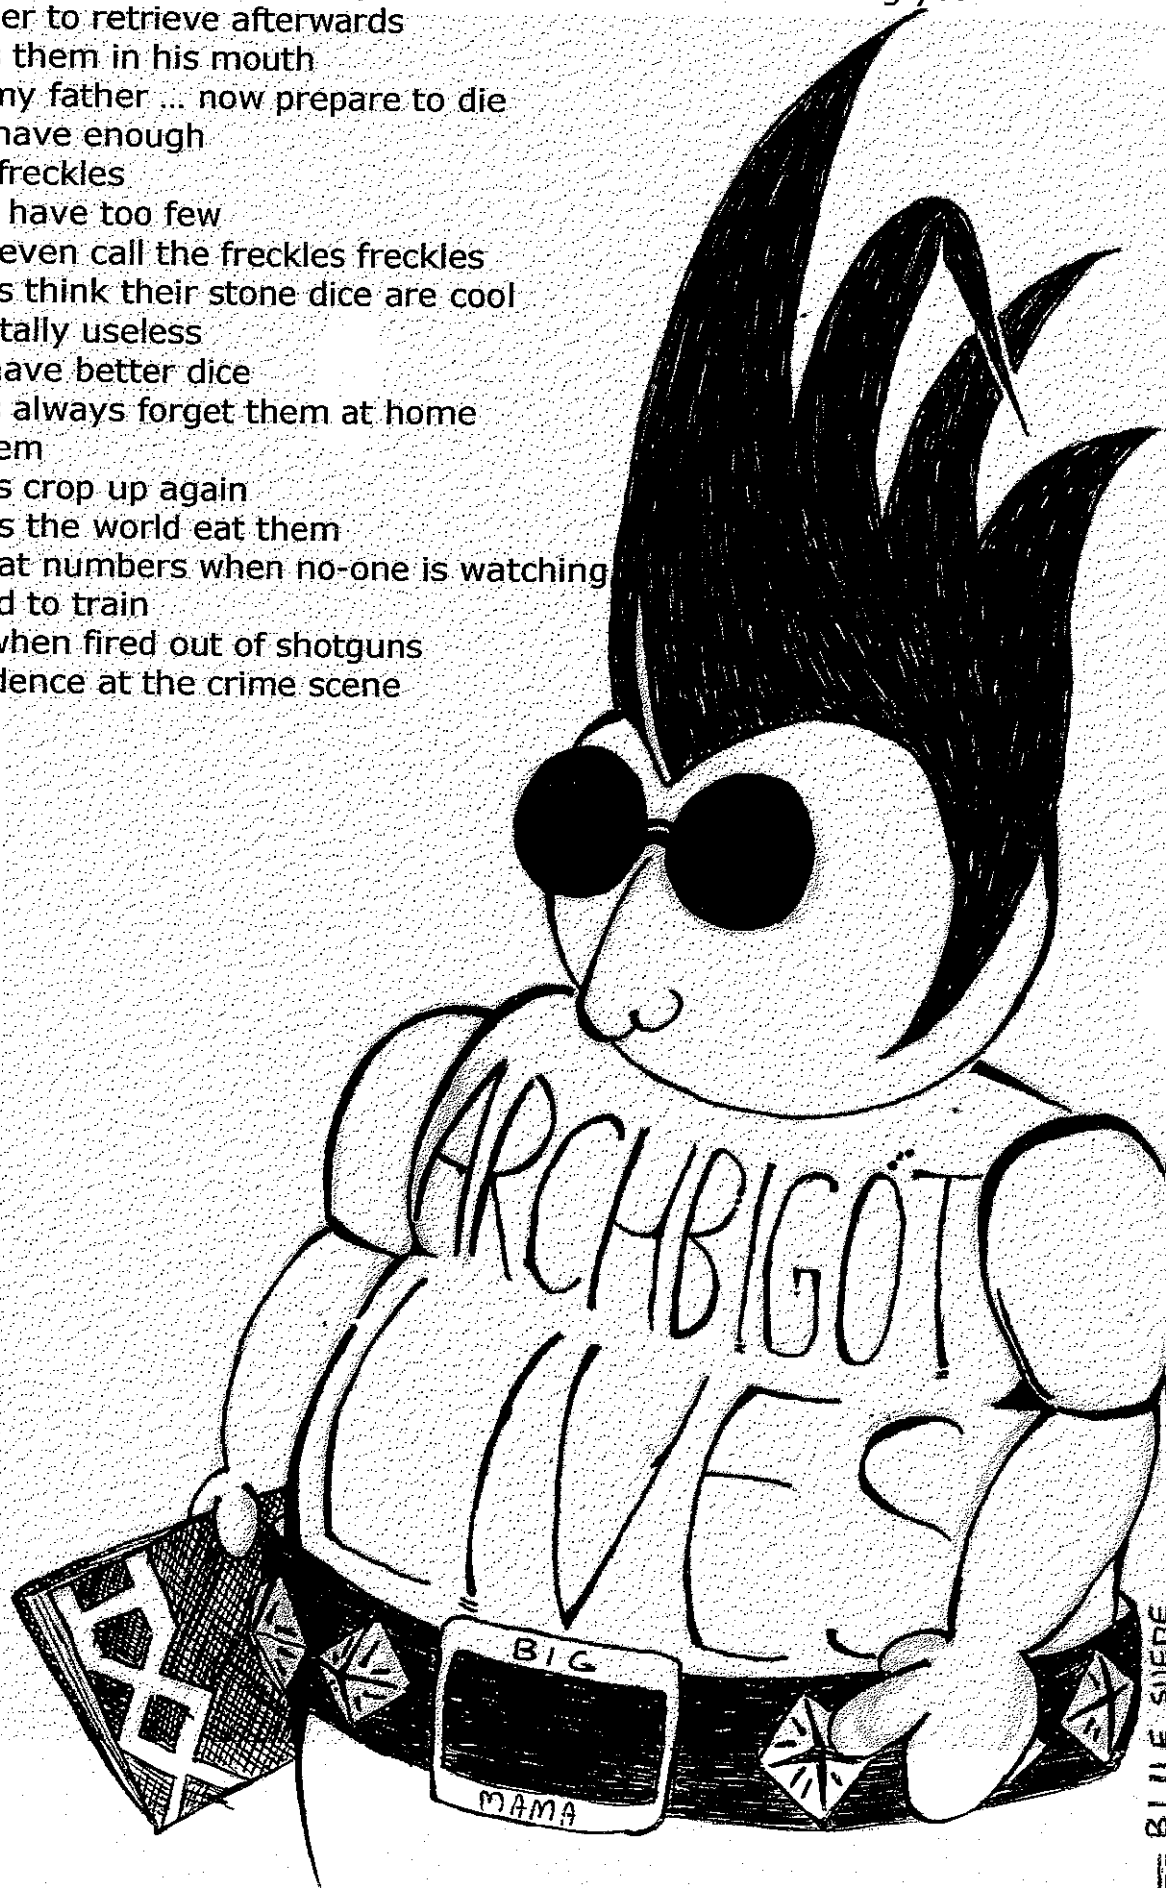 er to retrieve afterwards
them in his mouth
my father ... now prepare to die
have enough
freckles
have too few
even call the freckles freckles
s think their stone dice are cool
tally useless
have better dice
always forget them at home
em
s crop up again
s the world eat them
at numbers when no-one is watching
d to train
when fired out of shotguns
dence at the crime scene
ARCHBIGÖT
LIVES
BIG
MAMA
BLUE SUEDE